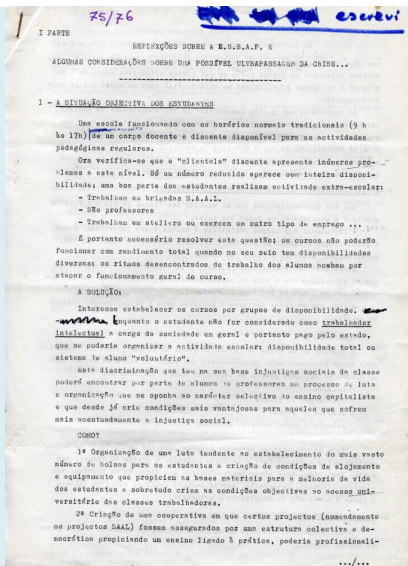 75/76
escrevi
I PARTE
REFLEXÇÕES SOBRE A E.S.B.A.P. E
ALGUMAS CONSIDERAÇÕES SOBRE UMA POSSÍVEL ULTRAPASSAGEM DA CRISE...
1 - A SITUAÇÃO OBJECTIVA DOS ESTUDANTES
Uma escola funcionando com os horários normais tradicionais (9 h
às 17h) de um corpo docente e discente disponível para as actividades
pedagógicas regulares.
Ora verifica-se que a "clientela" discente apresenta inúmeros pro-
blemas a este nível. Só um número reduzido aparece com inteira disponi-
bilidade; uma boa parte dos estudantes realizam actividade extra-escolar:
- Trabalham em brigadas S.A.A.L.
- São professores
- Trabalham em ateliers ou exercem um outro tipo de emprego ...
É portanto necessário resolver esta questão; os cursos não poderão
funcionar com rendimento total quando no seu seio tem disponibilidades
diversas: os ritmos desencontrados de trabalho dos alunos acabam por
atacar o funcionamento geral do curso.
A SOLUÇÃO:
Interessa estabelecer os cursos por grupos de disponibilidade.
Enquanto o estudante não for considerado como trabalhador
intelectual a cargo da sociedade em geral e portanto pago pelo estado,
que se poderia organizar a actividade escolar: disponibilidade total ou
sistema de aluno "voluntário".
Esta discriminação que tem na sua base injustiças sociais da classe
poderá encontrar por parte de alunos e professores um processo de luta
e organização que se oponha ao carácter selectivo do ensino capitalista
e que desde já crie condições mais vantajosas para aqueles que sofrem
mais acentuadamente a injustiça social.
COMO?
1º Organização de uma luta tendente ao estabelecimento do mais vasto
número de bolsas para os estudantes e criação de condições de alojamento
e equipamento que propiciem as bases materiais para a melhoria da vida
dos estudantes e sobretudo criem as condições objectivas ao acesso uni-
versitário das classes trabalhadoras.
2º Criação de uma cooperativa em que certos projectos (nomeadamente
os projectos SAAL) fossem assegurados por uma estrutura colectiva e de-
mocrática propiciando um ensino ligado à prática, poderia profissionali-
.../...